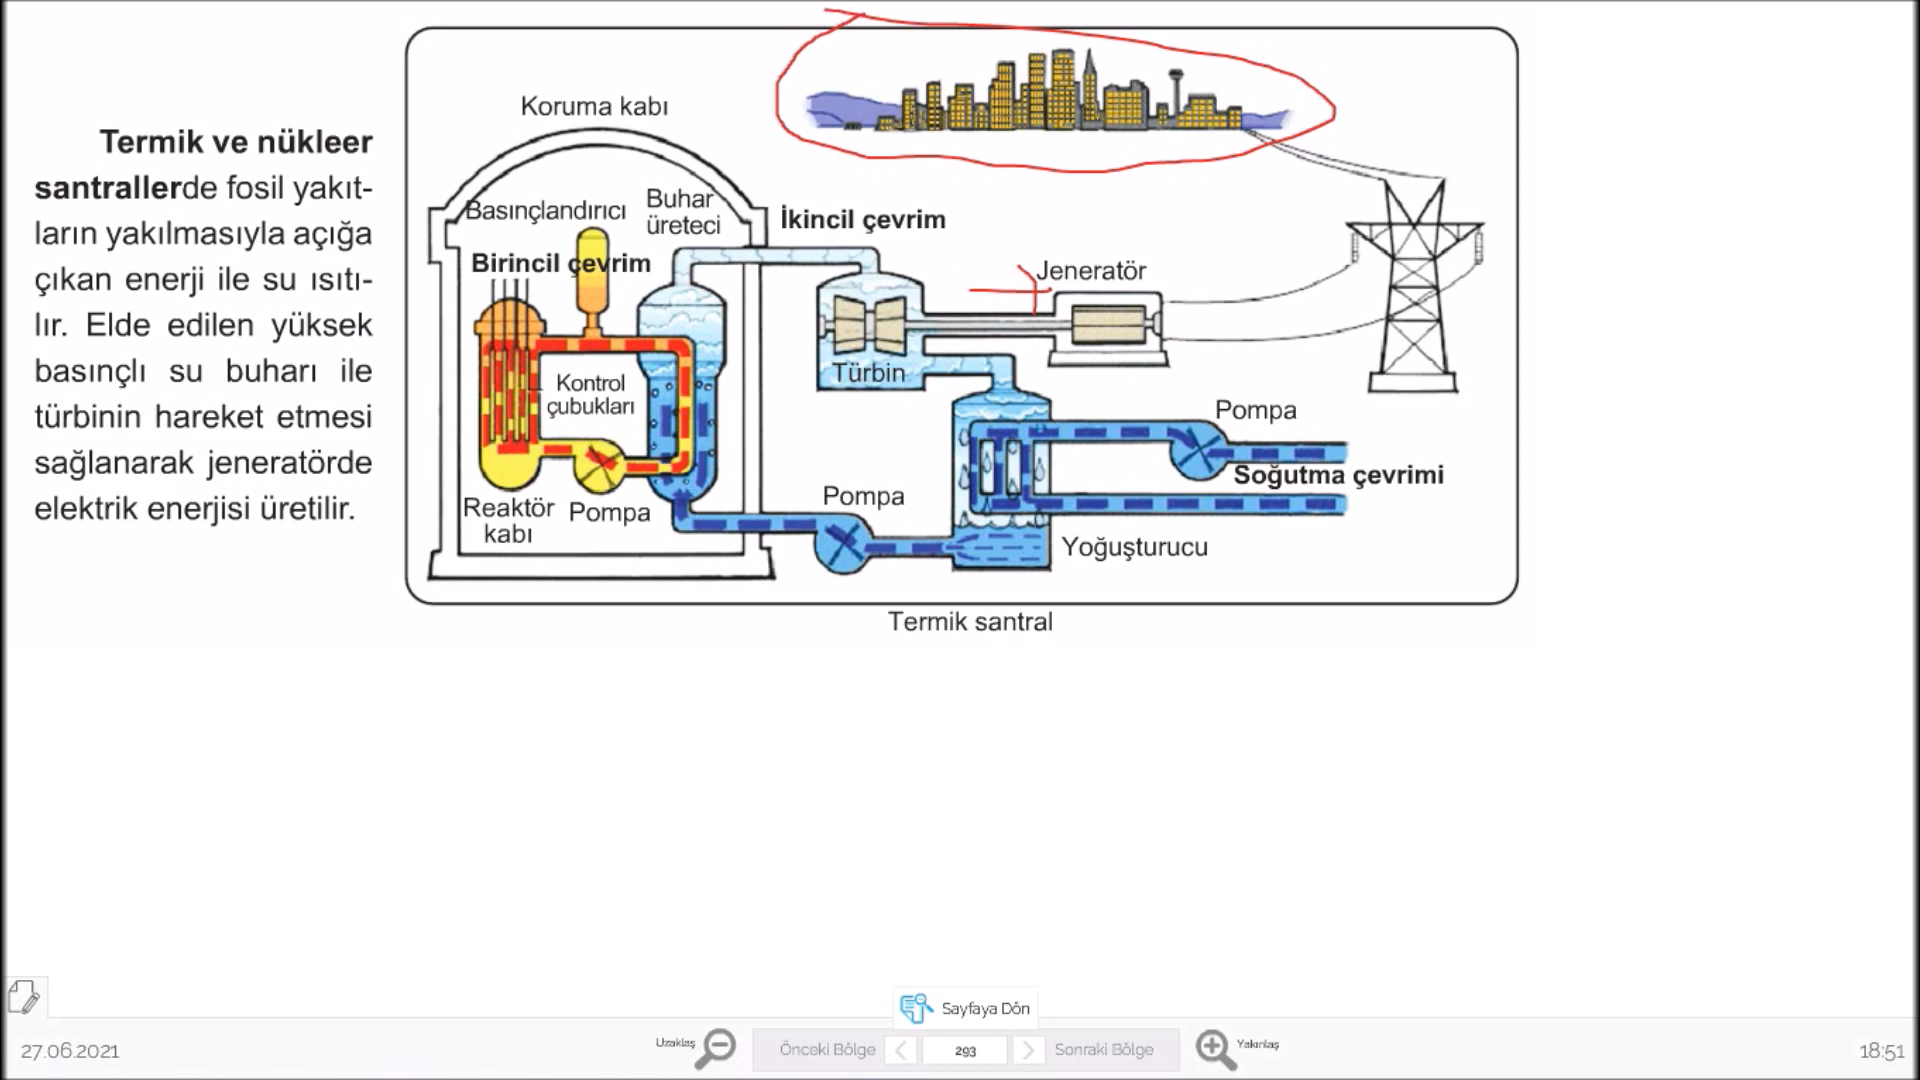 Termik ve nükleer
santrallerde fosil yakıt-
ların yakılmasıyla açığa
çıkan enerji ile su ısıtı-
lır. Elde edilen yüksek
basınçlı su buharı ile
türbinin hareket etmesi
sağlanarak jeneratörde
elektrik enerjisi üretilir.
Koruma kabı
Basınçlandırıcı
Buhar
üreteci
İkincil çevrim
Birincil çevrim
Jeneratör
Kontrol
çubukları
Türbin
Pompa
Soğutma çevrimi
Reaktör
kabı
Pompa
Pompa
Yoğuşturucu
Termik santral
Sayfaya Dön
27.06.2021
Uzaklaş
Önceki Bölge
293
Sonraki Bölge
Yakınlaş
18:51